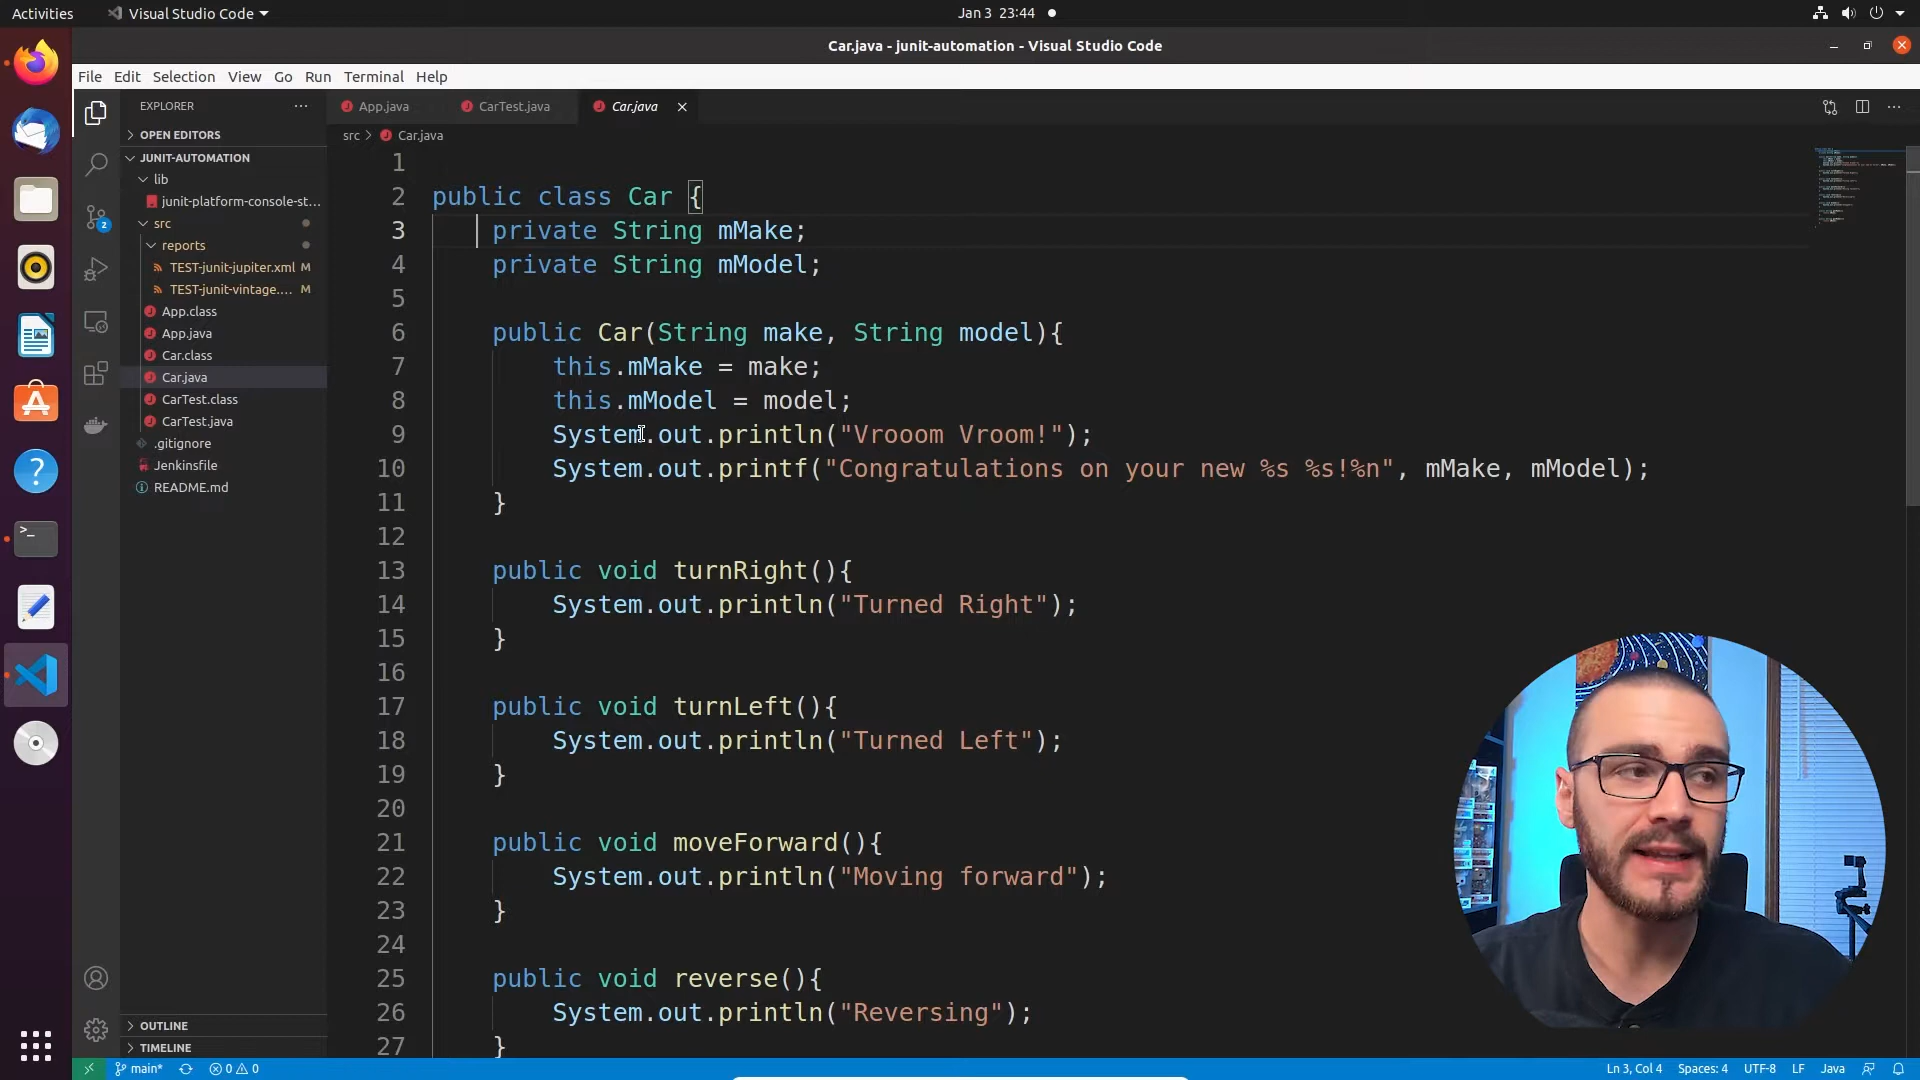 Activities
Visual Studio Code
Jan 3 23:44
Car.java - junit-automation - Visual Studio Code
File Edit Selection View Go Run Terminal Help
EXPLORER
OPEN EDITORS
JUNIT-AUTOMATION
lib
junit-platform-console-st...
src
reports
TEST-junit-jupiter.xml M
TEST-junit-vintage.... M
App.class
App.java
Car.class
Car.java
CarTest.class
CarTest.java
.gitignore
Jenkinsfile
README.md
OUTLINE
TIMELINE
2
App.java CarTest.java Car.java
src > Car.java
1
2 public class Car {
3 private String mMake;
4 private String mModel;
5
6 public Car(String make, String model){
7 this.mMake = make;
8 this.mModel = model;
9 System.out.println("Vrooom Vroom!");
10 System.out.printf("Congratulations on your new %s %s!%n", mMake, mModel);
11 }
12
13 public void turnRight(){
14 System.out.println("Turned Right");
15 }
16
17 public void turnLeft(){
18 System.out.println("Turned Left");
19 }
20
21 public void moveForward(){
22 System.out.println("Moving forward");
23 }
24
25 public void reverse(){
26 System.out.println("Reversing");
27 }
main* 0 0
Ln 3, Col 4 Spaces: 4 UTF-8 LF Java